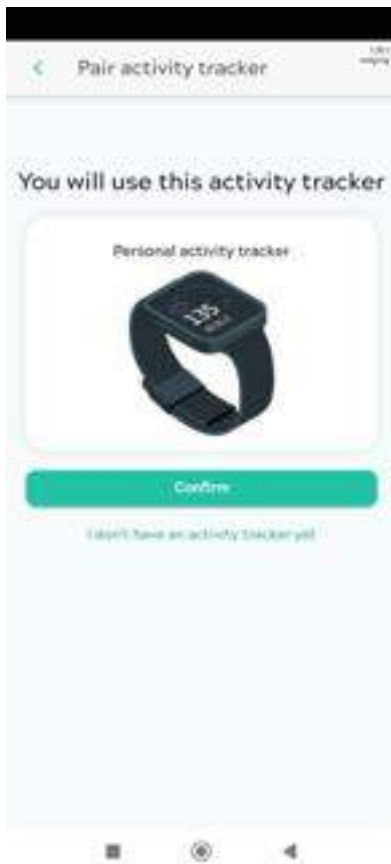 Pair activity tracker
You will use this activity tracker
Personal activity tracker
135
Confirm
I don't have an activity tracker yet